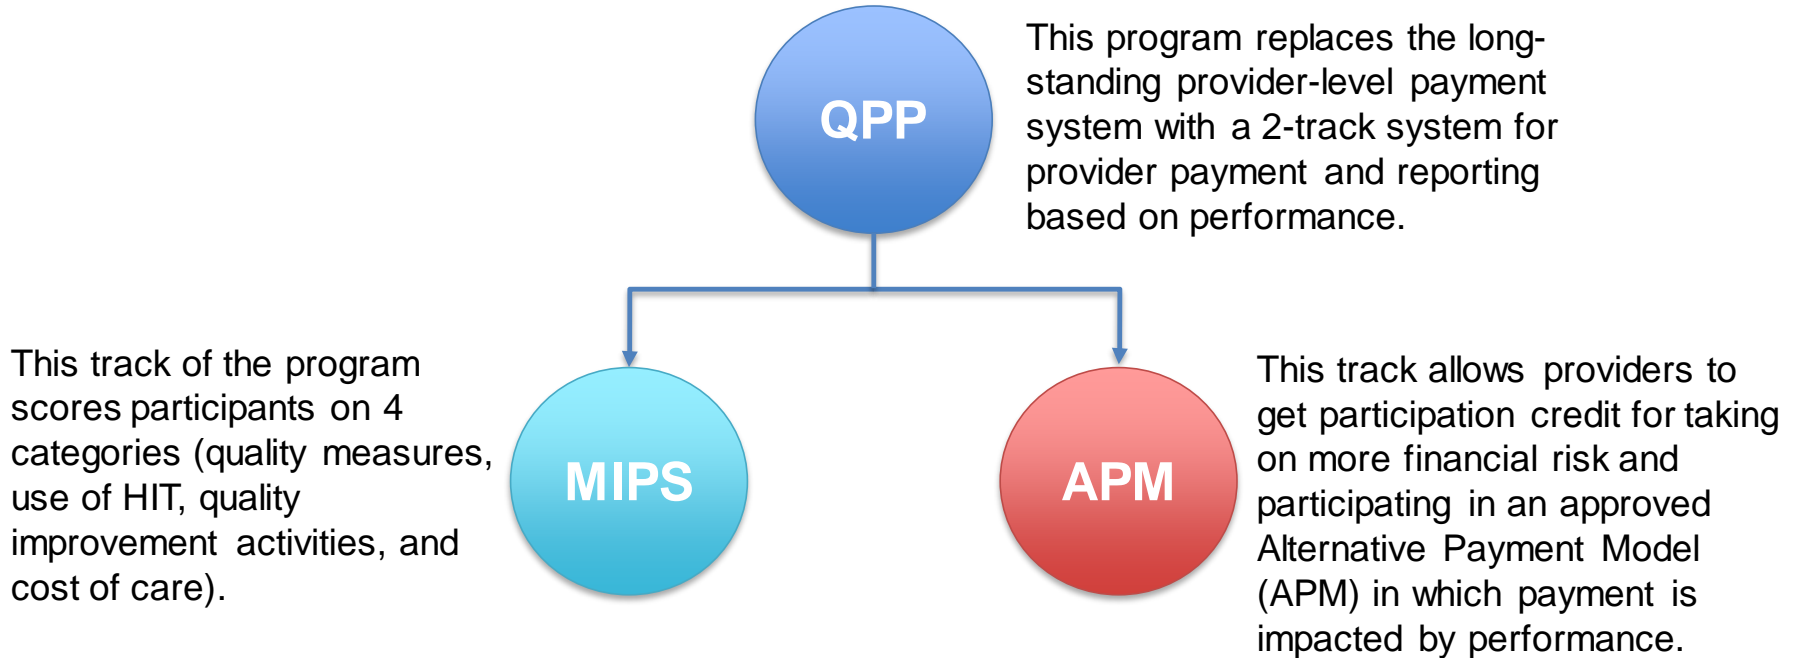 QPP
This program replaces the long-
standing provider-level payment
system with a 2-track system for
provider payment and reporting
based on performance.
This track of the program
scores participants on 4
categories (quality measures,
use of HIT, quality
improvement activities, and
cost of care).
MIPS
APM
This track allows providers to
get participation credit for taking
on more financial risk and
participating in an approved
Alternative Payment Model
(APM) in which payment is
impacted by performance.